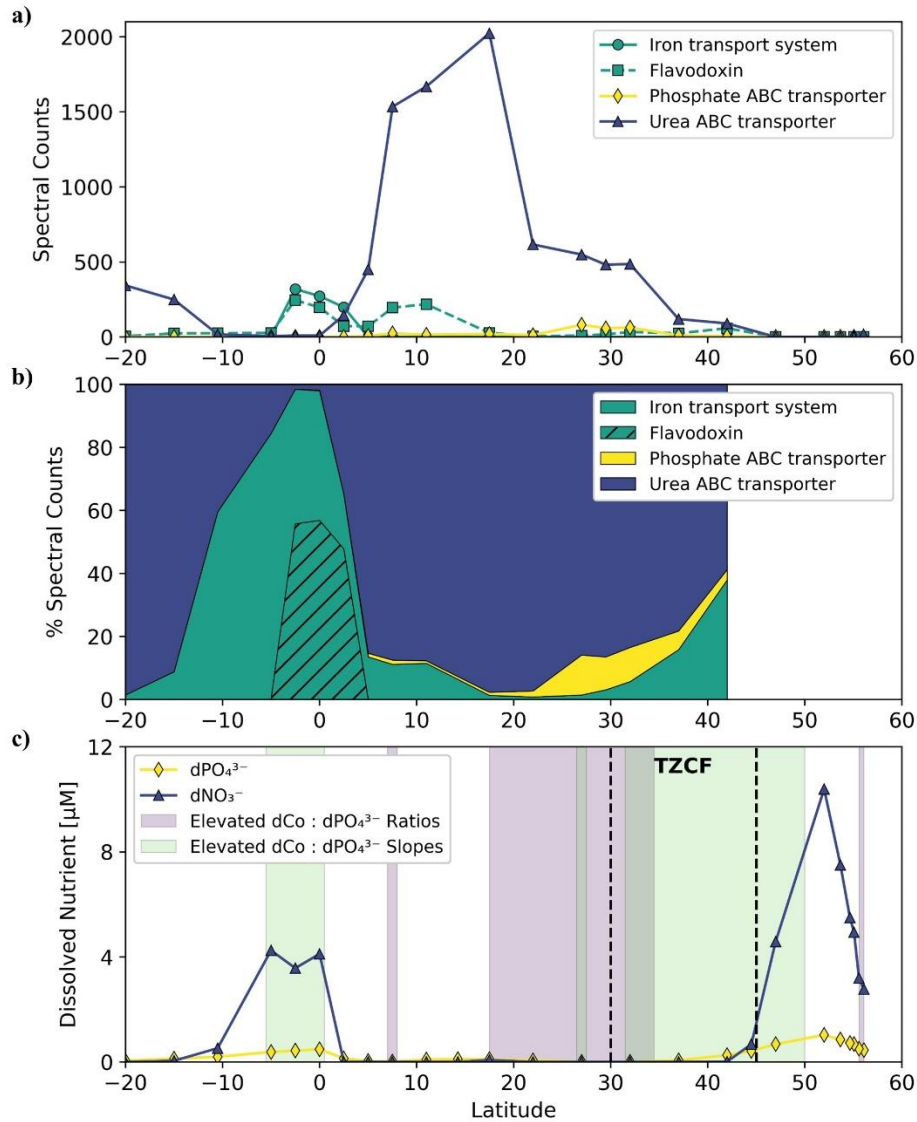 a)
Spectral Counts
2000
1500
1000
500
0
Iron transport system
Flavodoxin
Phosphate ABC transporter
Urea ABC transporter
−20 −10 0 10 20 30 40 50 60
b)
% Spectral Counts
100
80
60
40
20
0
Iron transport system
Flavodoxin
Phosphate ABC transporter
Urea ABC transporter
−20 −10 0 10 20 30 40 50 60
c)
Dissolved Nutrient [μM]
12
8
4
0
dPO₄³⁻
dNO₃⁻
Elevated dCo : dPO₄³⁻ Ratios
Elevated dCo : dPO₄³⁻ Slopes
TZCF
−20 −10 0 10 20 30 40 50 60
Latitude